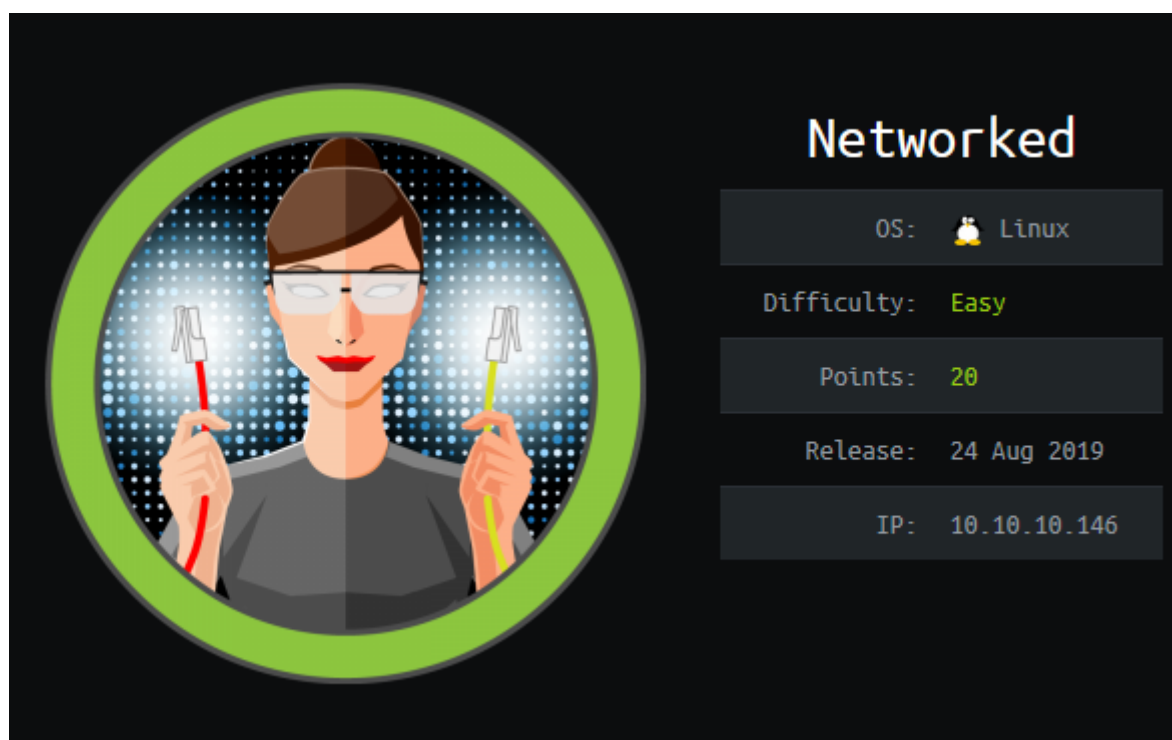 Networked
OS: Linux
Difficulty: Easy
Points: 20
Release: 24 Aug 2019
IP: 10.10.10.146